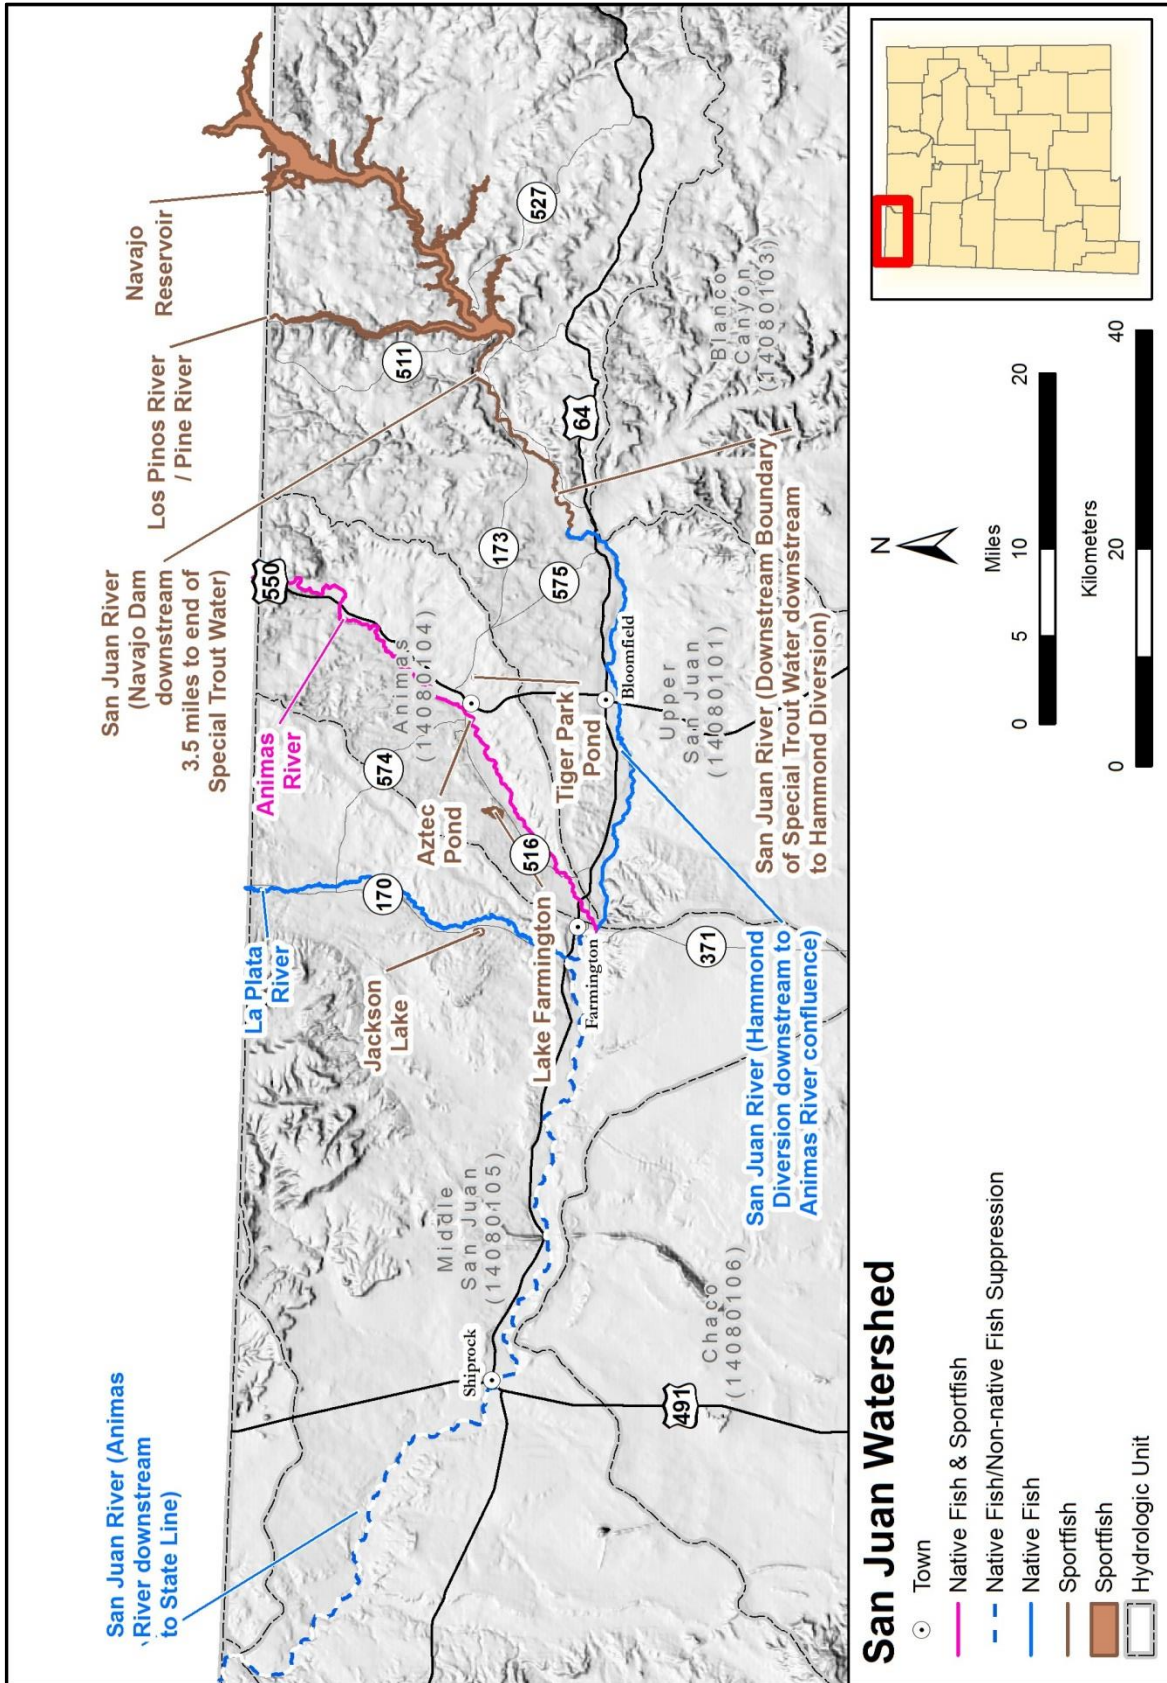 Navajo
Reservoir
Los Pinos River
/ Pine River
San Juan River
(Navajo Dam
downstream
3.5 miles to end of
Special Trout Water)
Animas
River
La Plata
River
San Juan River (Animas
River downstream
to State Line)
550
511
527
173
575
574
170
516
64
371
491
Animas
(14080104)
Aztec
Pond
Tiger Park
Pond
Jackson
Lake
Lake Farmington
Middle
San Juan
(14080105)
Upper
San Juan
(14080101)
Blanco
Canyon
(14080103)
Chaco
(14080106)
Shiprock
Farmington
Bloomfield
San Juan River (Downstream Boundary
of Special Trout Water downstream
to Hammond Diversion)
San Juan River (Hammond
Diversion downstream to
Animas River confluence)
San Juan Watershed
Town
Native Fish & Sportfish
Native Fish/Non-native Fish Suppression
Native Fish
Sportfish
Sportfish
Hydrologic Unit
N
Miles
0 5 10 20
Kilometers
0 20 40